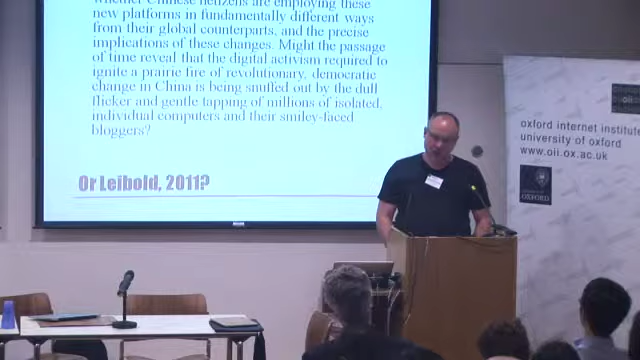 whether Chinese netizens are employing these
new platforms in fundamentally different ways
from their global counterparts, and the precise
implications of these changes. Might the passage
of time reveal that the digital activism required to
ignite a prairie fire of revolutionary, democratic
change in China is being snuffed out by the dull
flicker and gentle tapping of millions of isolated,
individual computers and their smiley-faced
bloggers?
Or Leibold, 2011?
oii
oxford internet institute
university of oxford
www.oii.ox.ac.uk
OXFORD